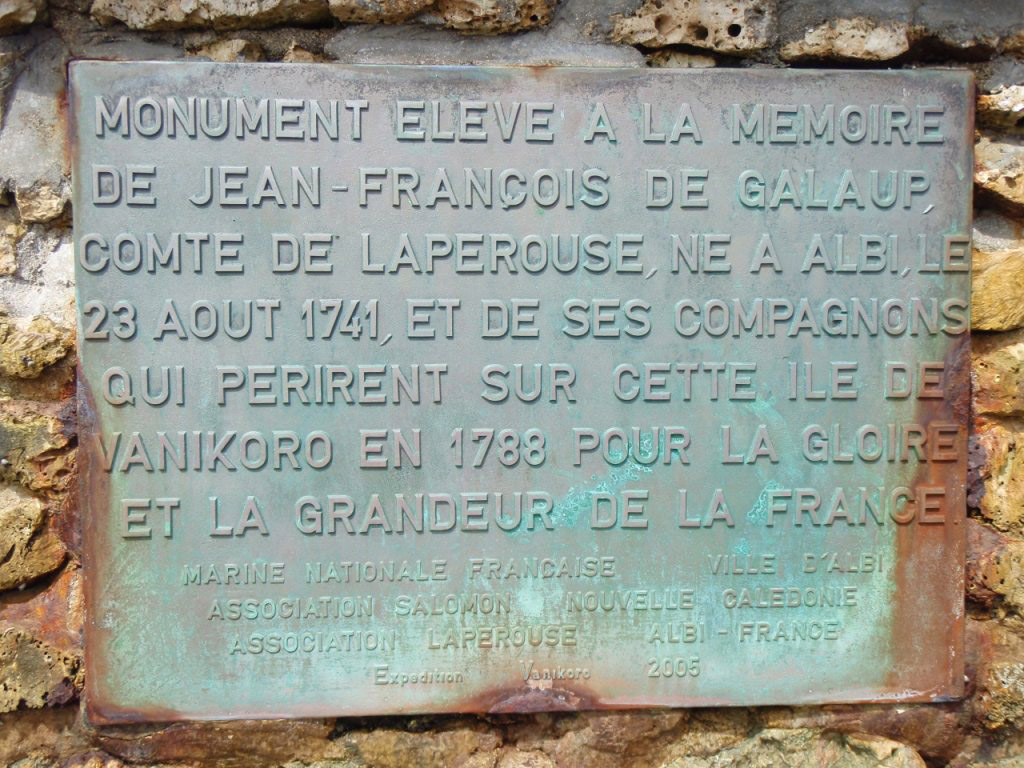 MONUMENT ELEVE A LA MEMOIRE
DE JEAN-FRANÇOIS DE GALAUP,
COMTE DE LAPEROUSE, NE A ALBI, LE
23 AOUT 1741, ET DE SES COMPAGNONS
QUI PERIRENT SUR CETTE ILE DE
VANIKORO EN 1788 POUR LA GLOIRE
ET LA GRANDEUR DE LA FRANCE.
MARINE NATIONALE FRANCAISE VILLE D'ALBI
ASSOCIATION SALOMON NOUVELLE CALEDONIE
ASSOCIATION LAPEROUSE ALBI - FRANCE
Expedition Vanikoro 2005